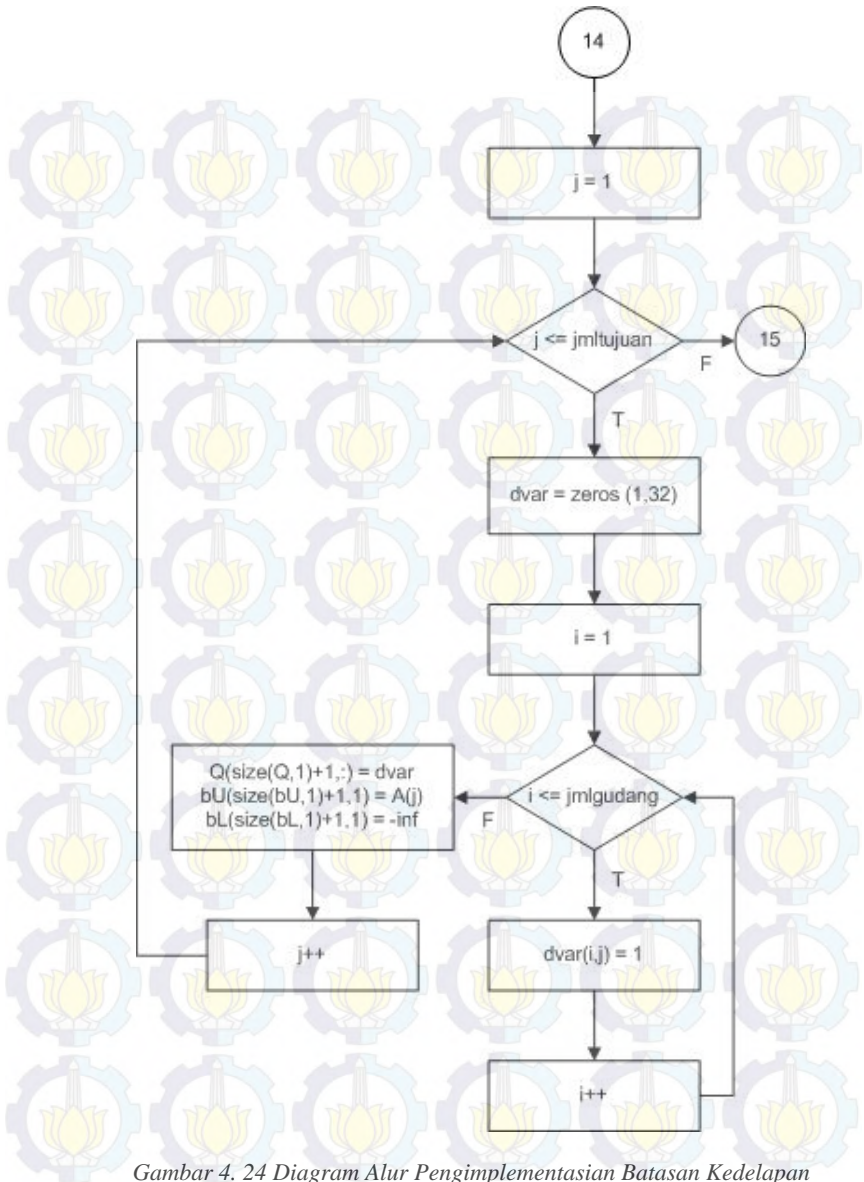 14
j = 1
j <= jmltujuan
F
15
T
dvar = zeros (1,32)
i = 1
i <= jmlgudang
F
Q(size(Q,1)+1,:) = dvar
bU(size(bU,1)+1,1) = A(j)
bL(size(bL,1)+1,1) = -inf
T
j++
dvar(i,j) = 1
i++
Gambar 4. 24 Diagram Alur Pengimplementasian Batasan Kedelapan